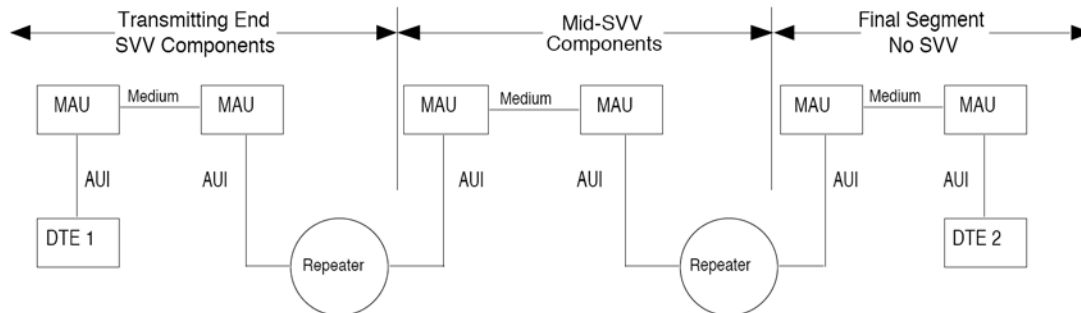 Transmitting End
SVV Components
Mid-SVV
Components
Final Segment
No SVV
MAU
Medium
MAU
MAU
Medium
MAU
MAU
Medium
MAU
AUI
AUI
AUI
AUI
AUI
AUI
DTE 1
Repeater
Repeater
DTE 2